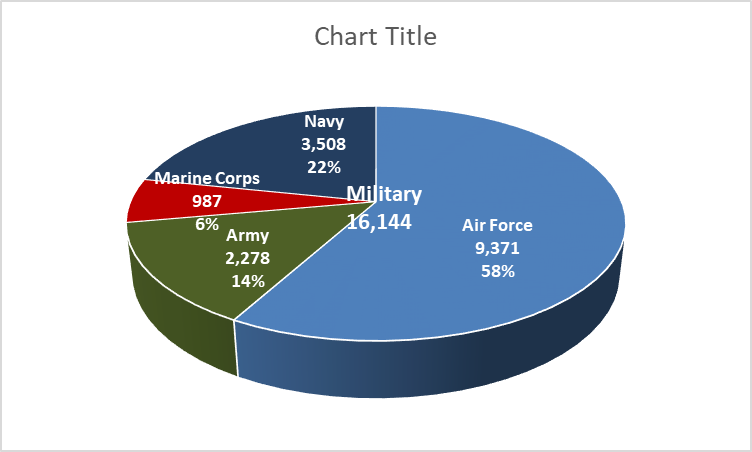 Chart Title
Navy
3,508
22%
Marine Corps
987
6%
Military
16,144
Army
2,278
14%
Air Force
9,371
58%